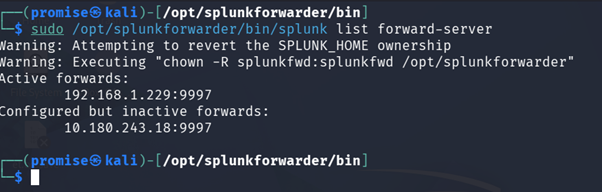 ┌──(promise㉿kali)-[/opt/splunkforwarder/bin]
└─$ sudo /opt/splunkforwarder/bin/splunk list forward-server
Warning: Attempting to revert the SPLUNK_HOME ownership
Warning: Executing "chown -R splunkfwd:splunkfwd /opt/splunkforwarder"
Active forwards:
        192.168.1.229:9997
Configured but inactive forwards:
        10.180.243.18:9997
┌──(promise㉿kali)-[/opt/splunkforwarder/bin]
└─$